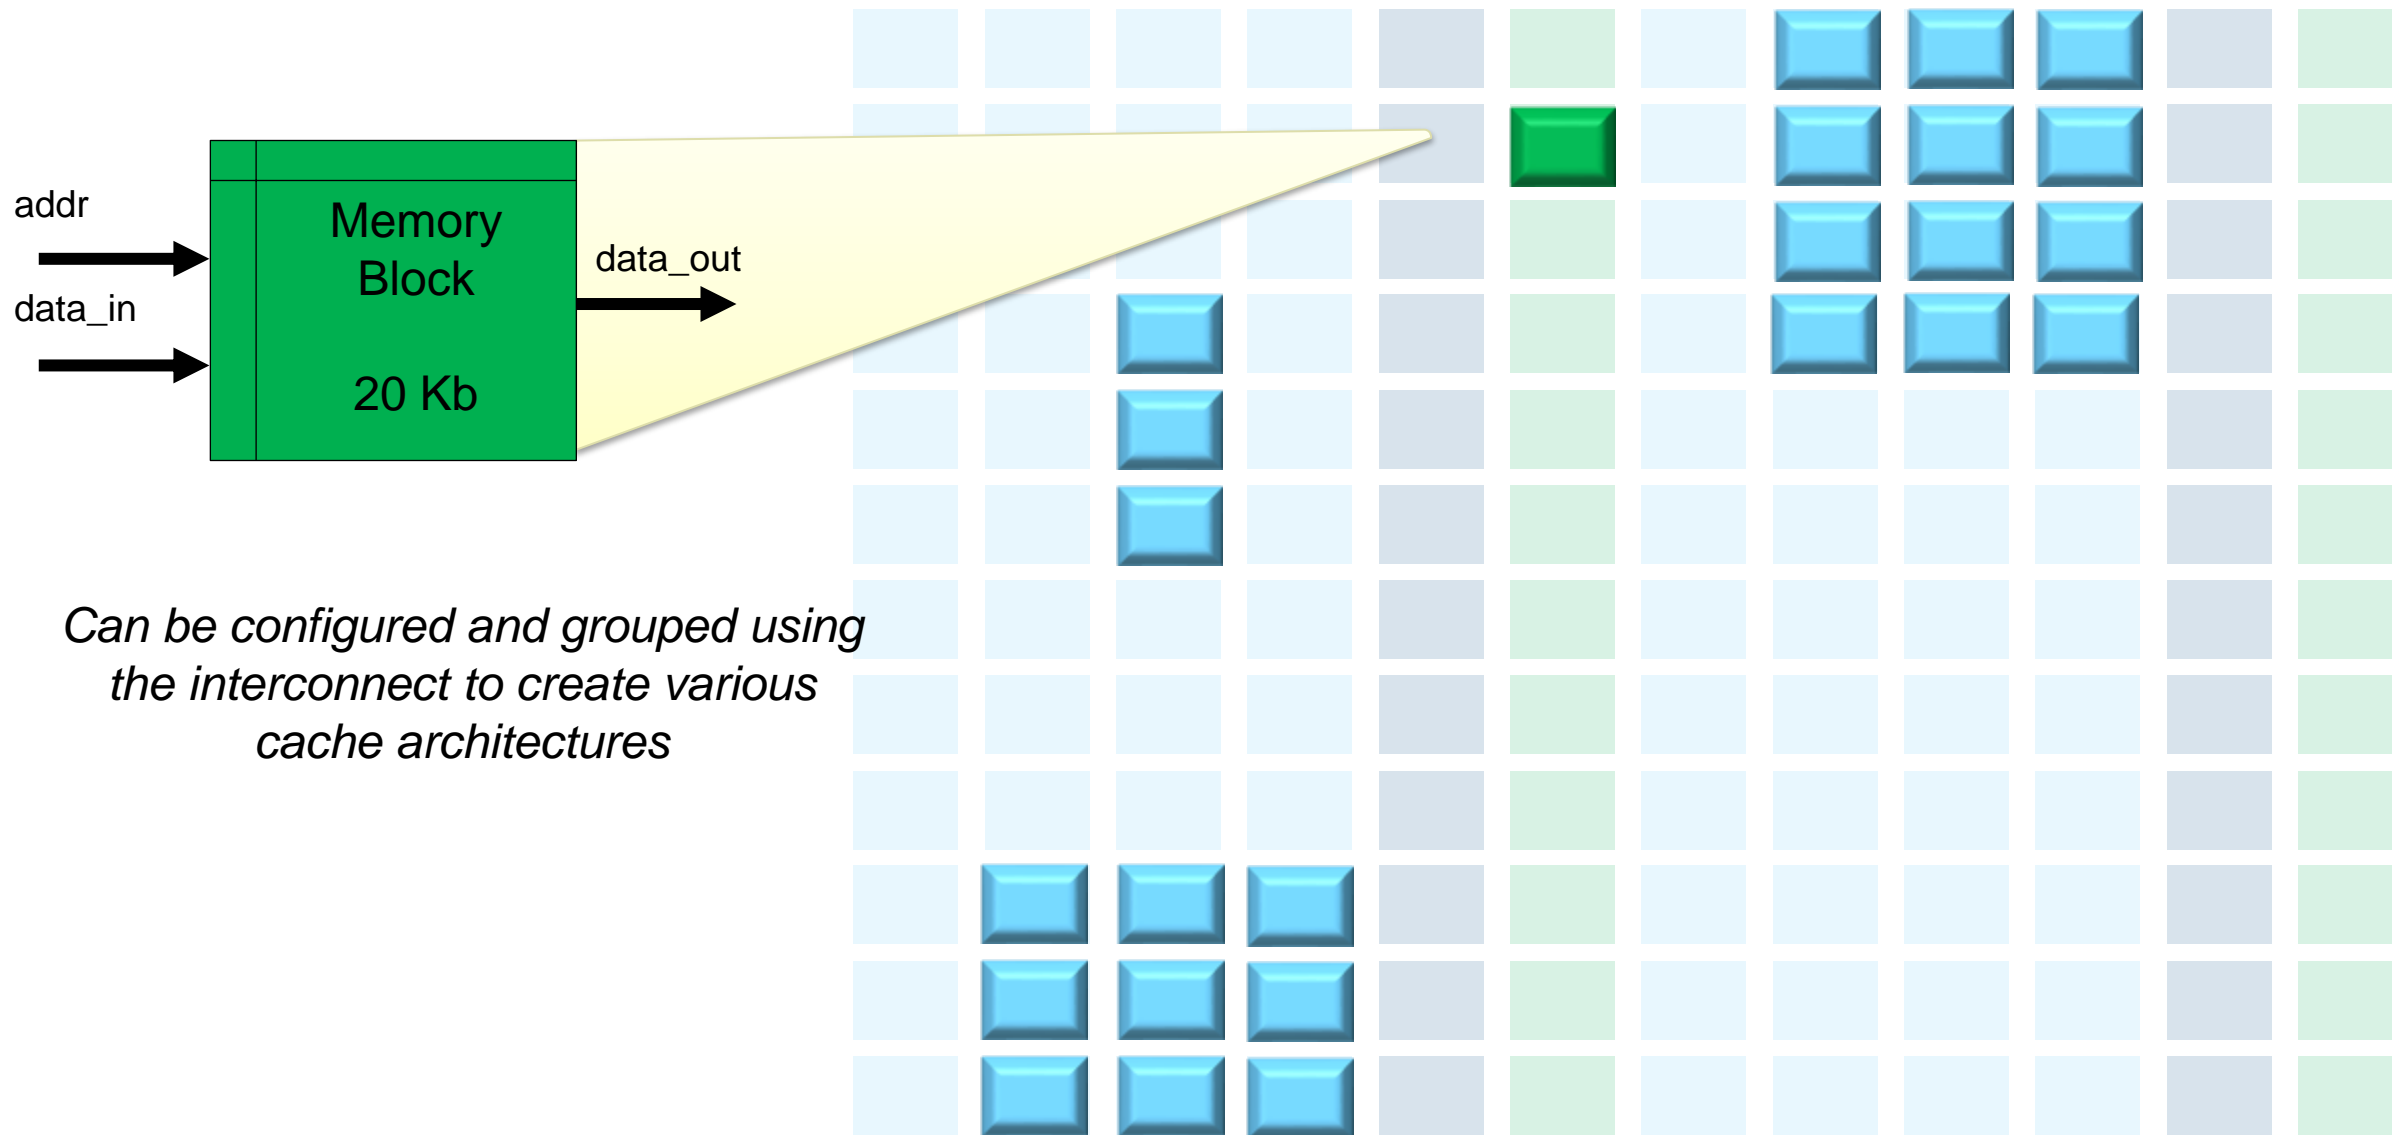 addr
data_in
Memory
Block
20 Kb
data_out
Can be configured and grouped using
the interconnect to create various
cache architectures